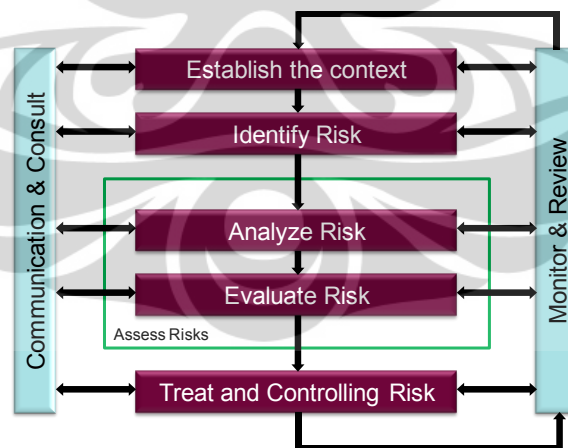 Establish the context
Identify Risk
Analyze Risk
Evaluate Risk
Assess Risks
Treat and Controlling Risk
Communication & Consult
Monitor & Review